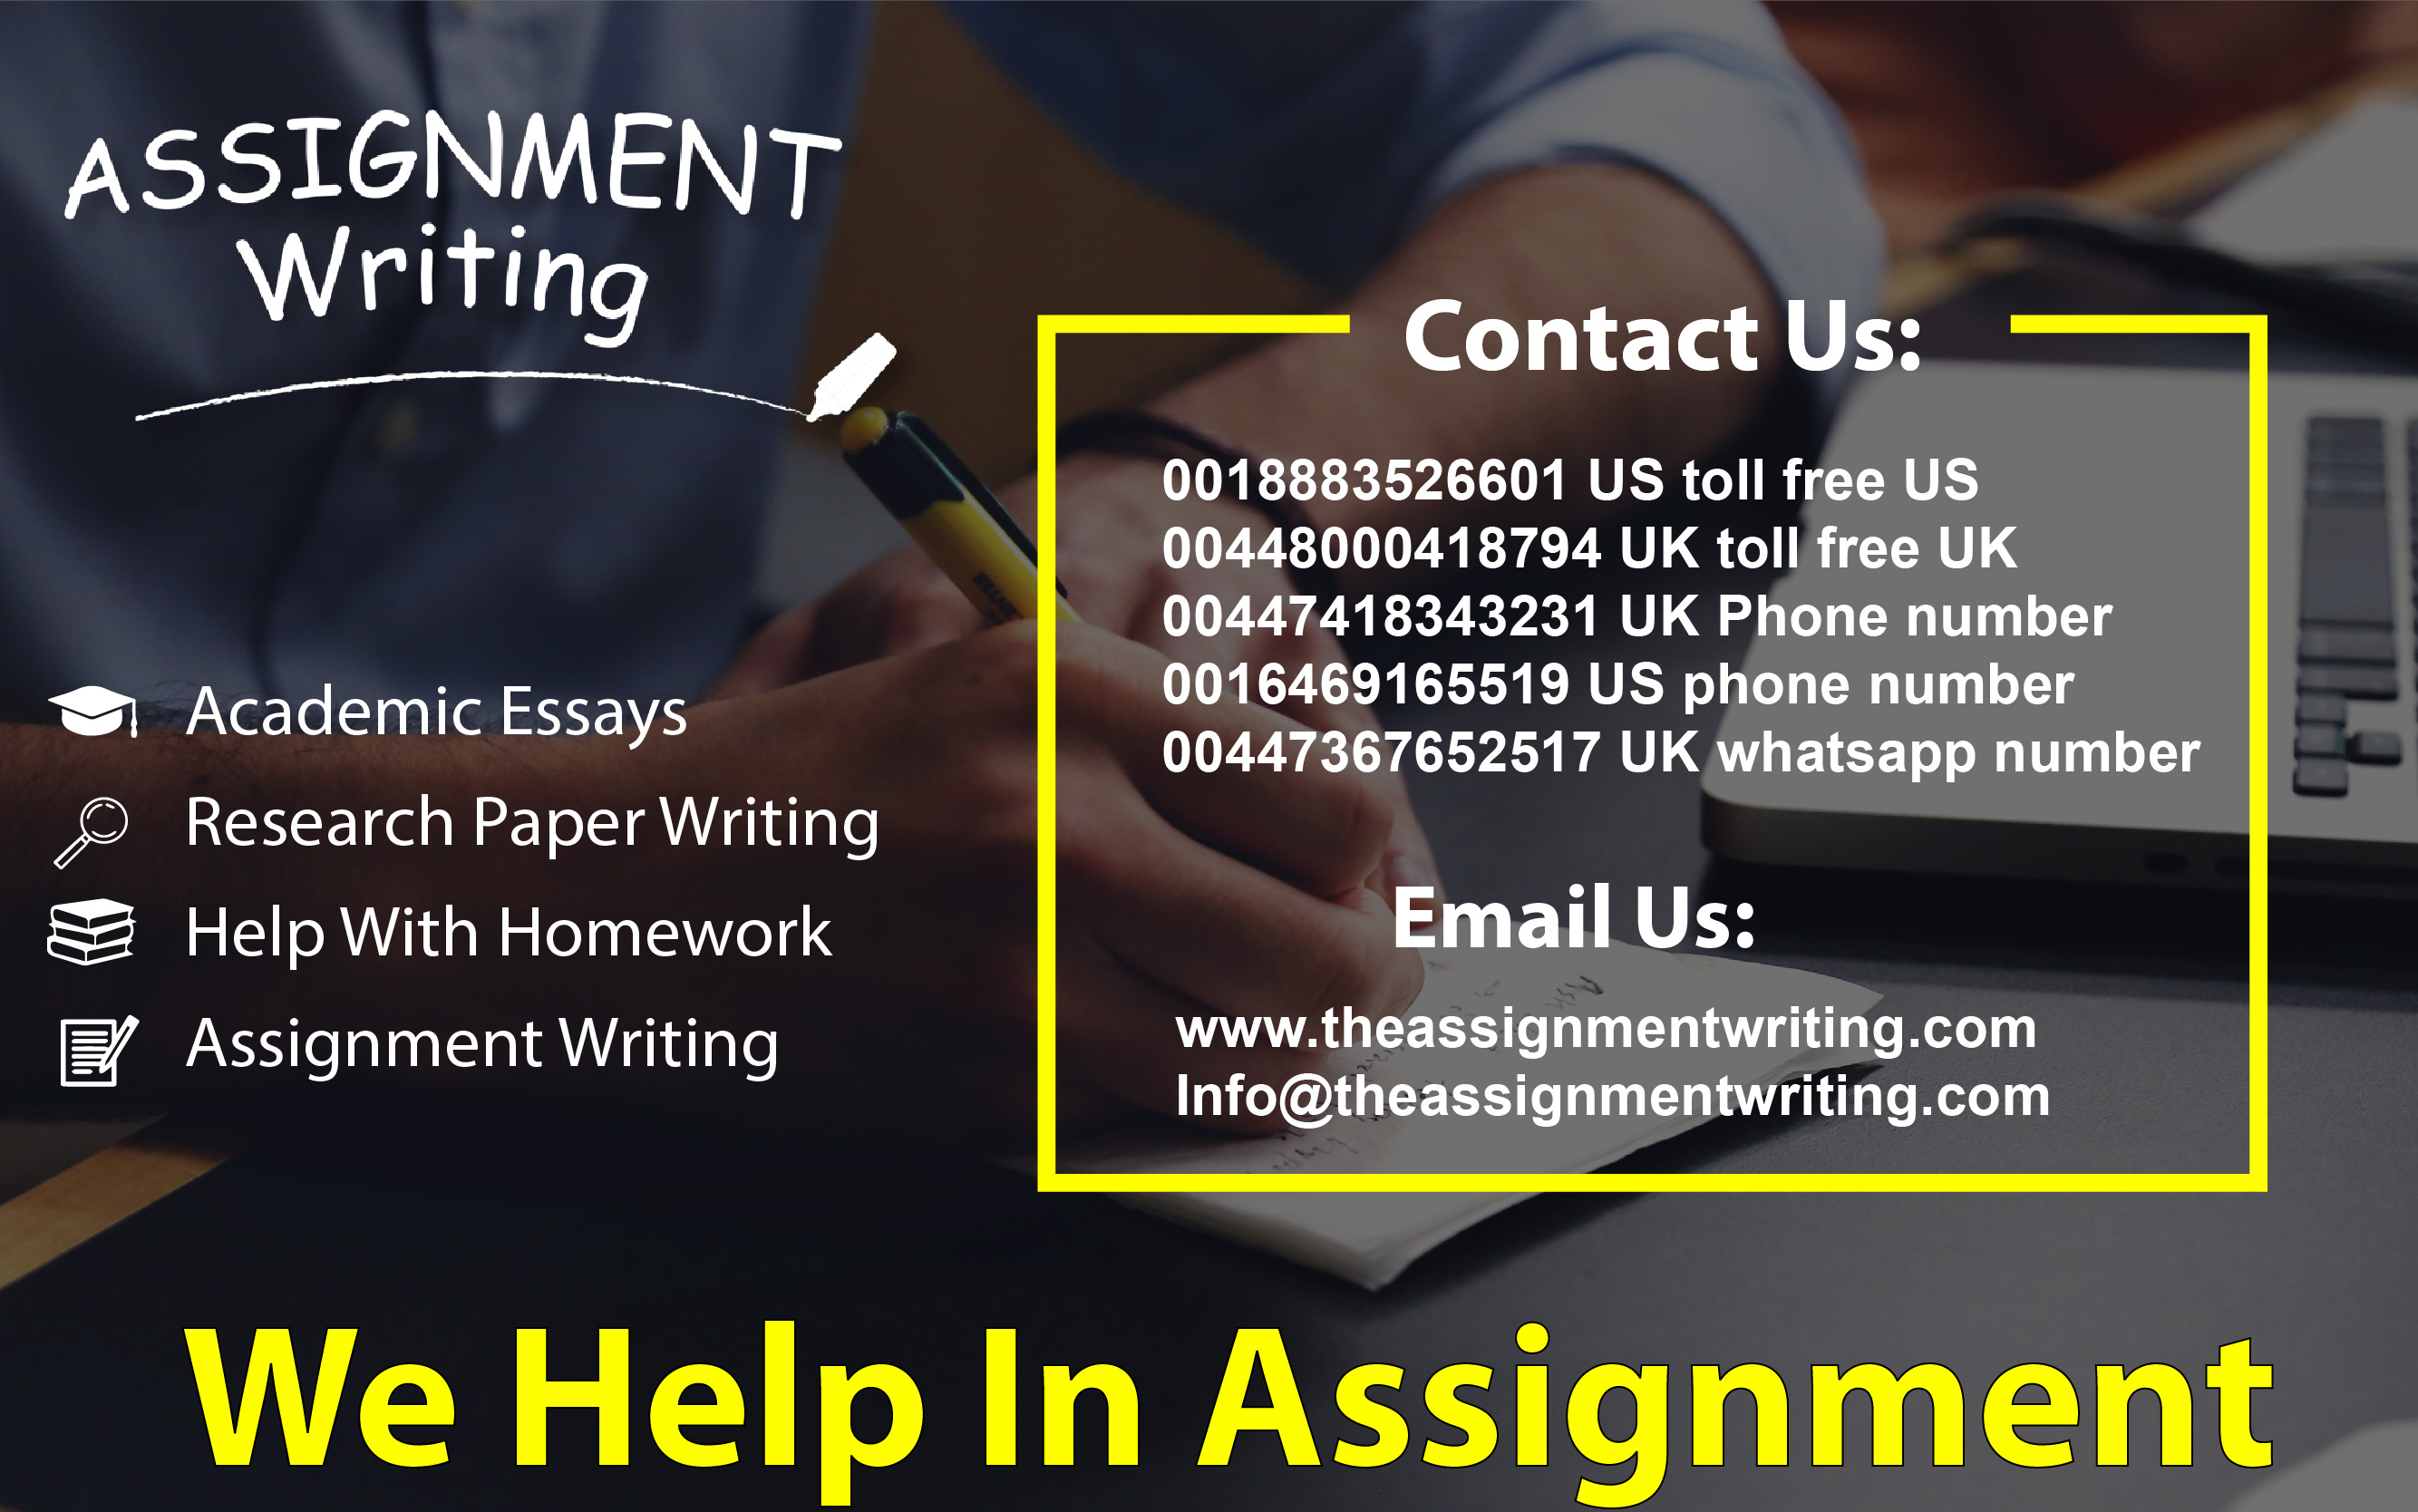 ASSIGNMENT
Writing
Academic Essays
Research Paper Writing
Help With Homework
Assignment Writing
Contact Us:
0018883526601 US toll free US
00448000418794 UK toll free UK
00447418343231 UK Phone number
0016469165519 US phone number
00447367652517 UK whatsapp number
Email Us:
www.theassignmentwriting.com
Info@theassignmentwriting.com
We Help In Assignment